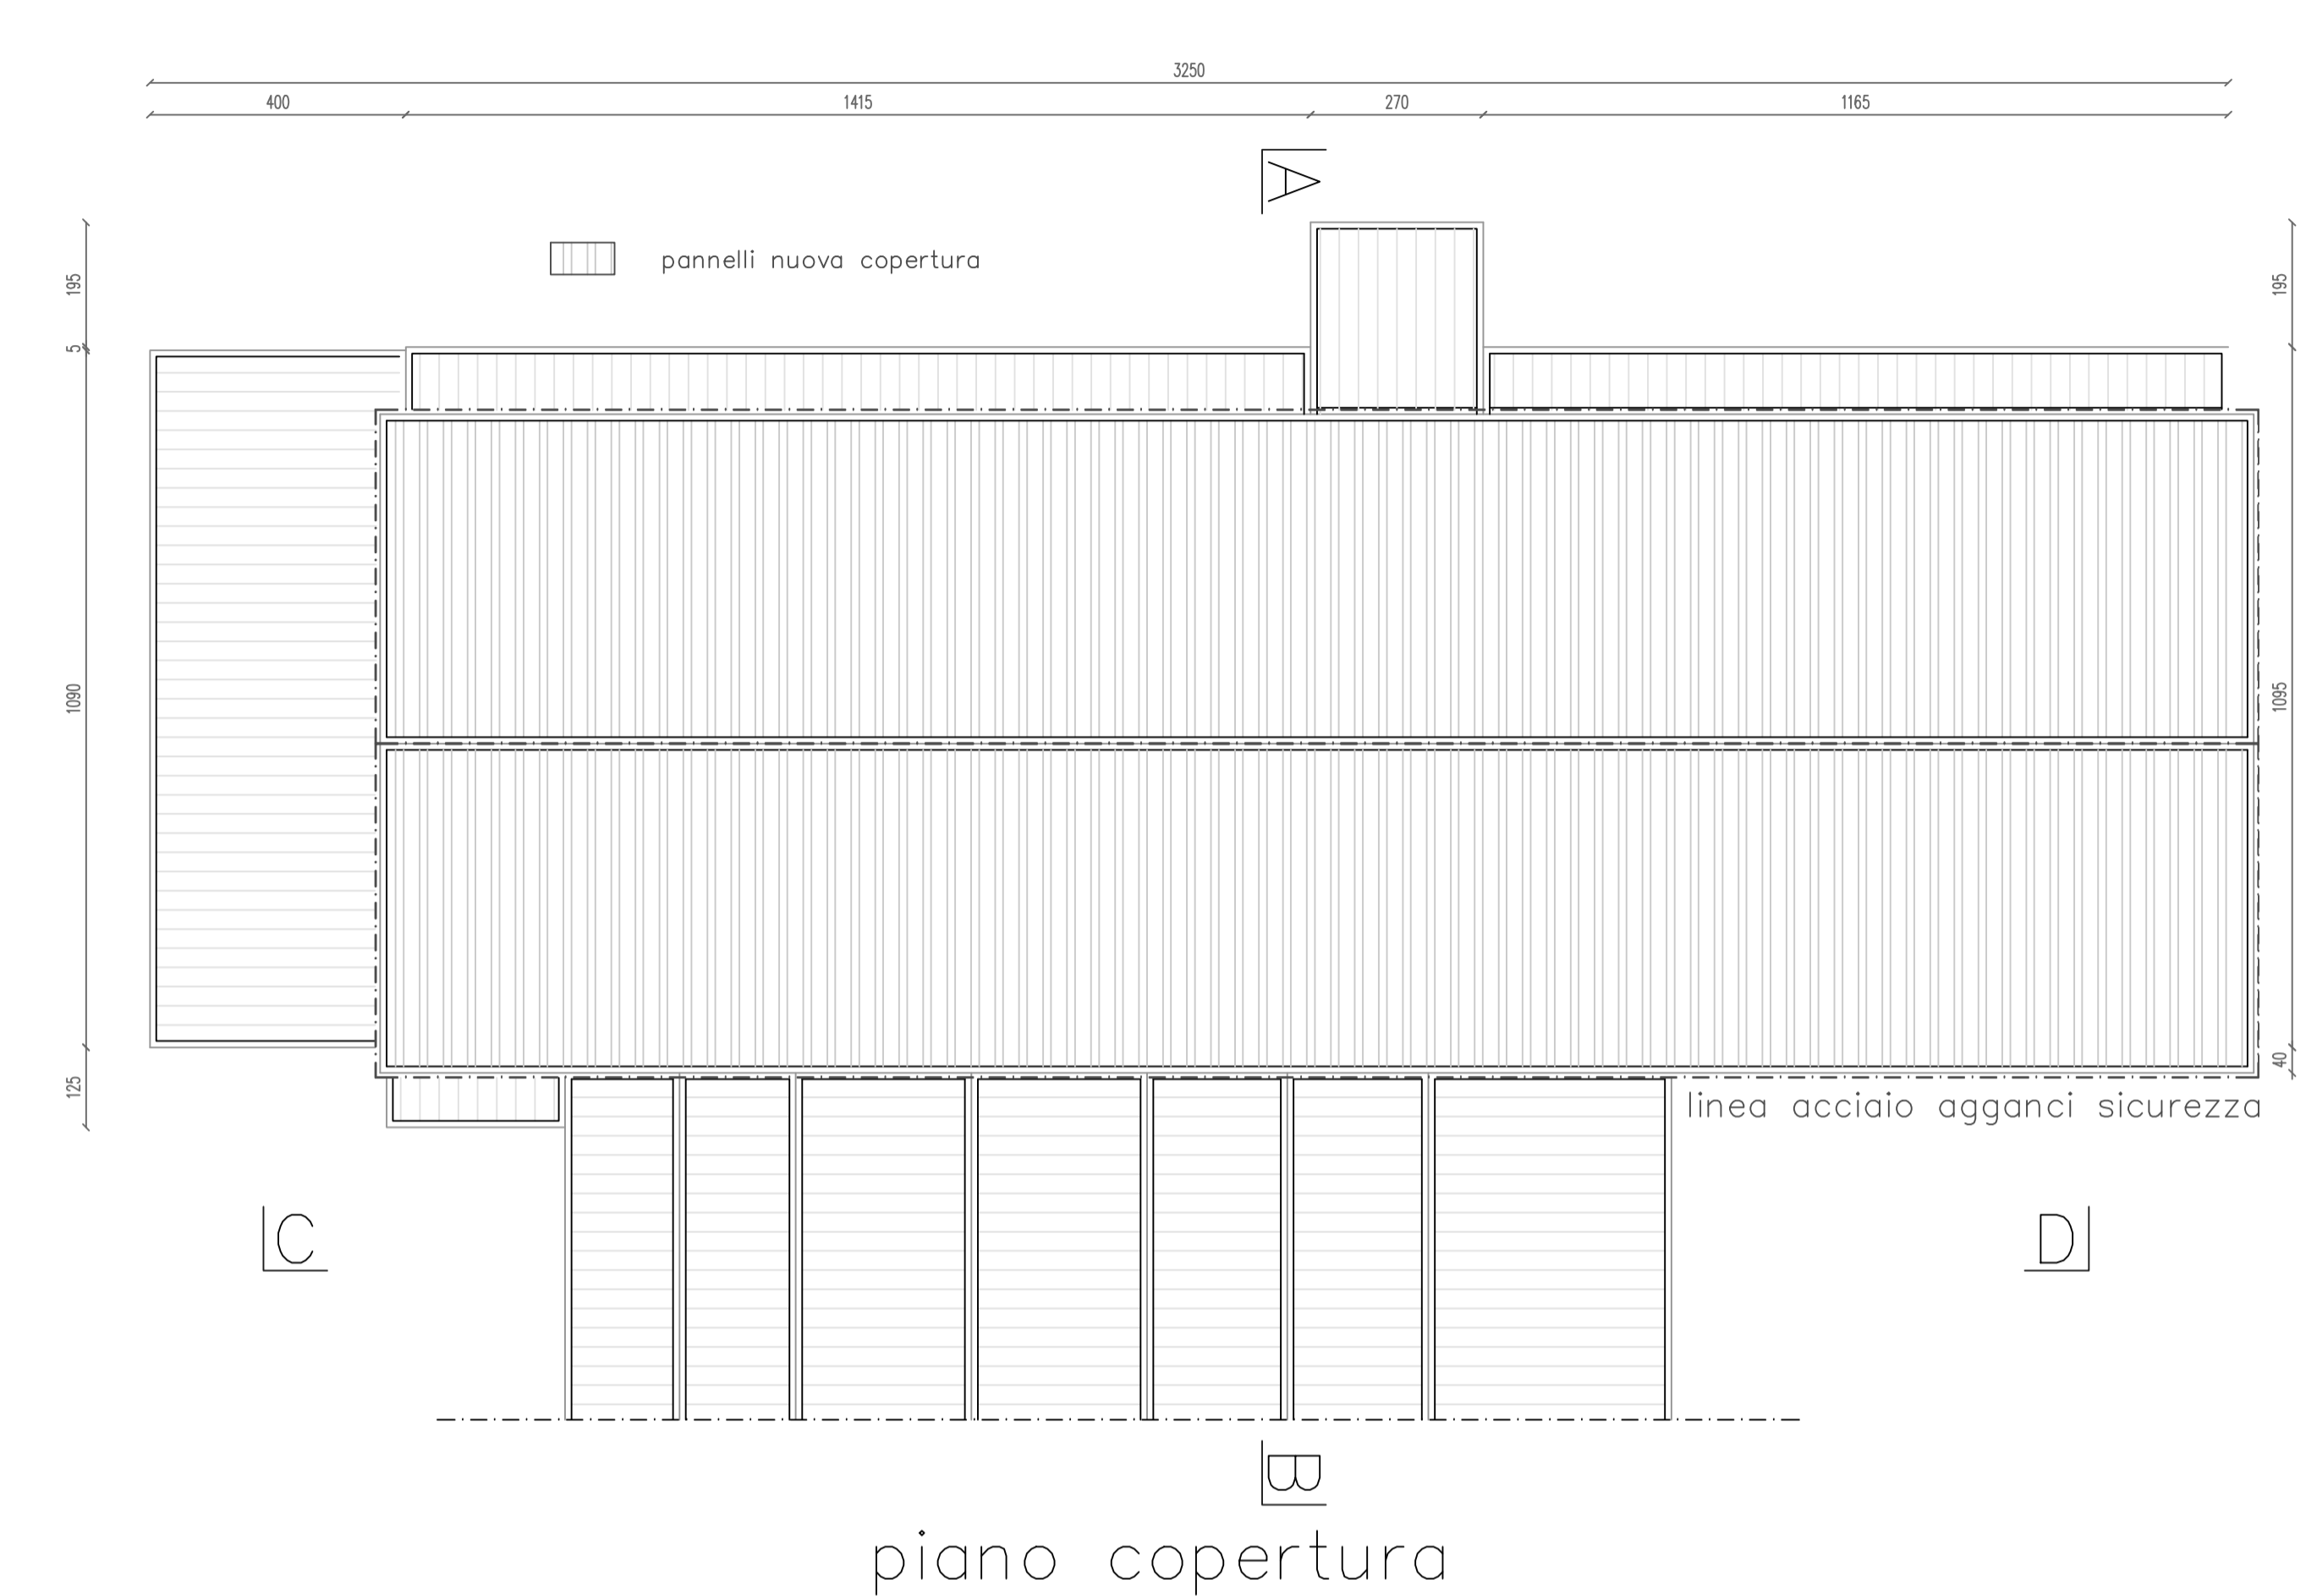 3250
400 1415 270 1165
A
pannelli nuova copertura
195 195
5
1090 1095
125 40
linea acciaio agganci sicurezza
C D
B
piano copertura